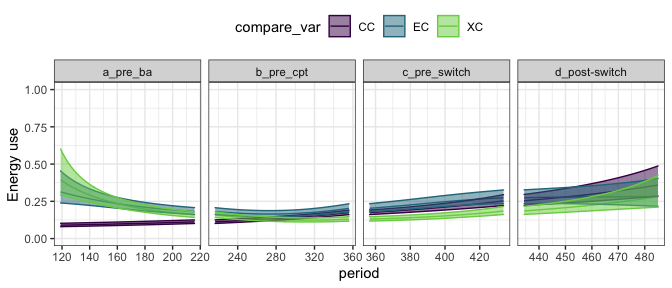 compare_var CC EC XC
a_pre_ba b_pre_cpt c_pre_switch d_post-switch
1.00
0.75
0.50
0.25
0.00
Energy use
120 140 160 180 200 220 240 280 320 360 360 380 400 420 440 450 460 470 480
period